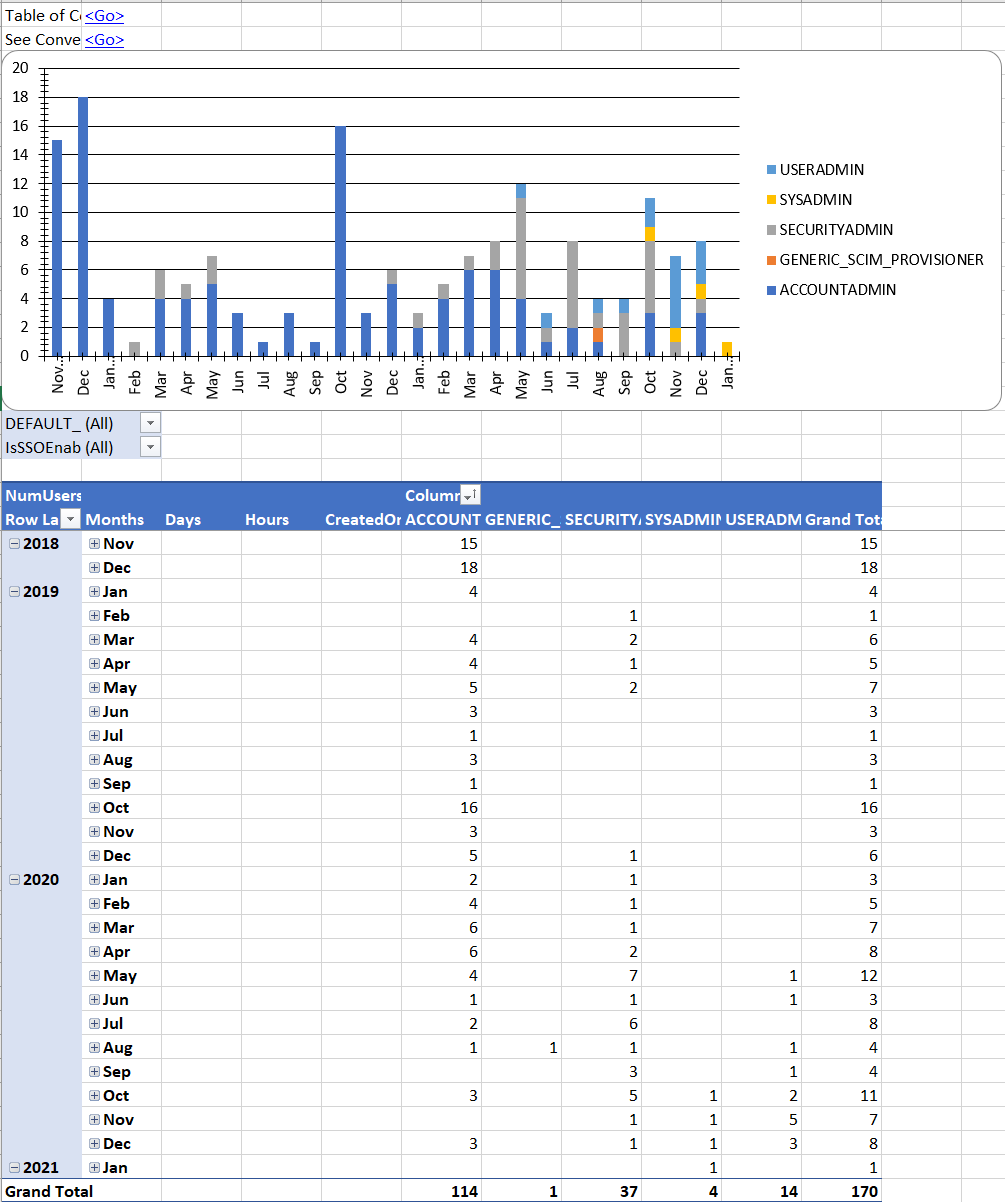 Table of C <Go>
See Conve <Go>
20
18
16
14
12
10
8
6
4
2
0
Nov... Dec Jan... Feb Mar Apr May Jun Jul Aug Sep Oct Nov Dec Jan... Feb Mar Apr May Jun Jul Aug Sep Oct Nov Dec Jan...
USERADMIN
SYSADMIN
SECURITYADMIN
GENERIC_SCIM_PROVISIONER
ACCOUNTADMIN
DEFAULT_ (All)
IsSSOEnab (All)
NumUsers Column
Row La Months Days Hours CreatedOr ACCOUNT GENERIC_ SECURITY SYSADMIN USERADM Grand Tot
2018 Nov 15 15
Dec 18 18
2019 Jan 4 4
Feb 1 1
Mar 4 2 6
Apr 4 1 5
May 5 2 7
Jun 3 3
Jul 1 1
Aug 3 3
Sep 1 1
Oct 16 16
Nov 3 3
Dec 5 1 6
2020 Jan 2 1 3
Feb 4 1 5
Mar 6 1 7
Apr 6 2 8
May 4 7 1 12
Jun 1 1 1 3
Jul 2 6 8
Aug 1 1 1 1 4
Sep 3 1 4
Oct 3 5 1 2 11
Nov 1 1 5 7
Dec 3 1 1 3 8
2021 Jan 1 1
Grand Total 114 1 37 4 14 170